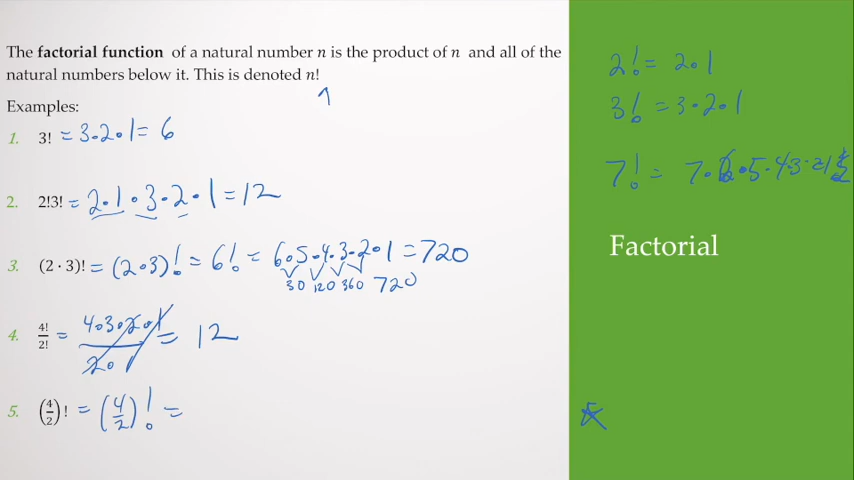 The factorial function of a natural number n is the product of n and all of the
natural numbers below it. This is denoted n!
Examples:
1. 3! = 3·2·1 = 6
2. 2!3! = 2·1·3·2·1 = 12
3. (2·3)! = (2·3)! = 6! = 6·5·4·3·2·1 = 720
30 120 360 720
4. 4!/2! = 4·3·2·1/2·1 = 12
5. (4/2)! = (4/2)! =
2! = 2·1
3! = 3·2·1
7! = 7·6·5·4·3·2·1
Factorial